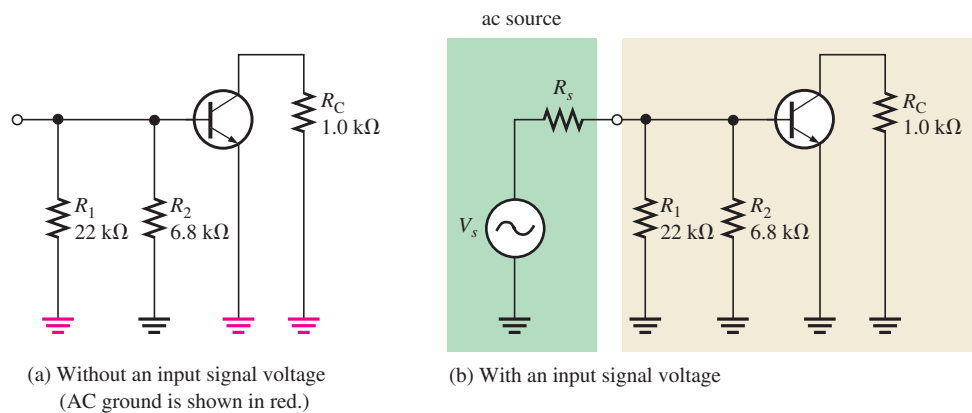 ac source
R_s
R_C
1.0 kΩ
R_C
1.0 kΩ
R_1
22 kΩ
R_2
6.8 kΩ
V_s
R_1
22 kΩ
R_2
6.8 kΩ
(a) Without an input signal voltage
(AC ground is shown in red.)
(b) With an input signal voltage